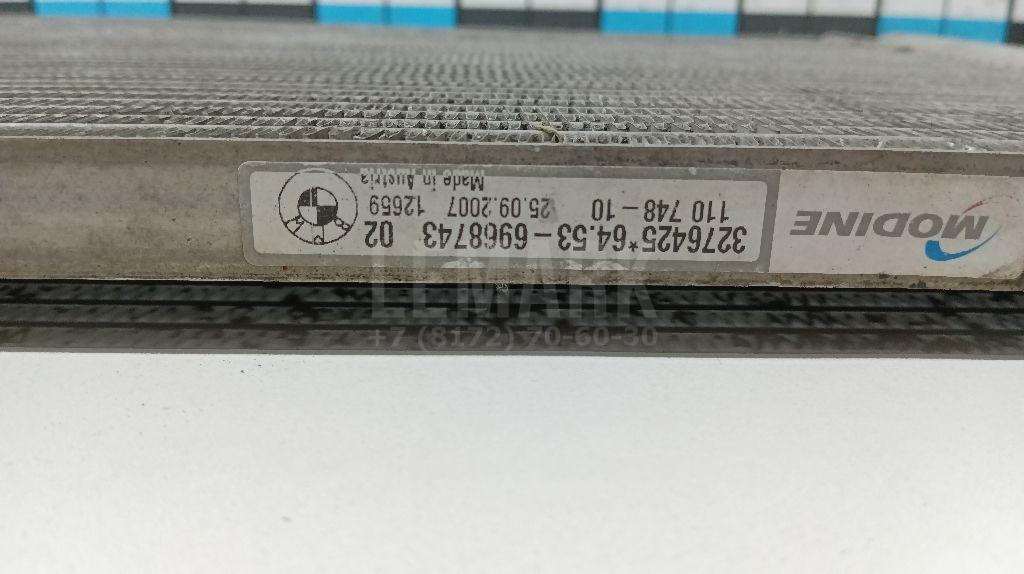 MODINE
3276425*64.53-6968743 02
110 748-10 25.09.2007 12659
Made in Austria
BMW
LEMARK
+7 (8172) 70-60-30